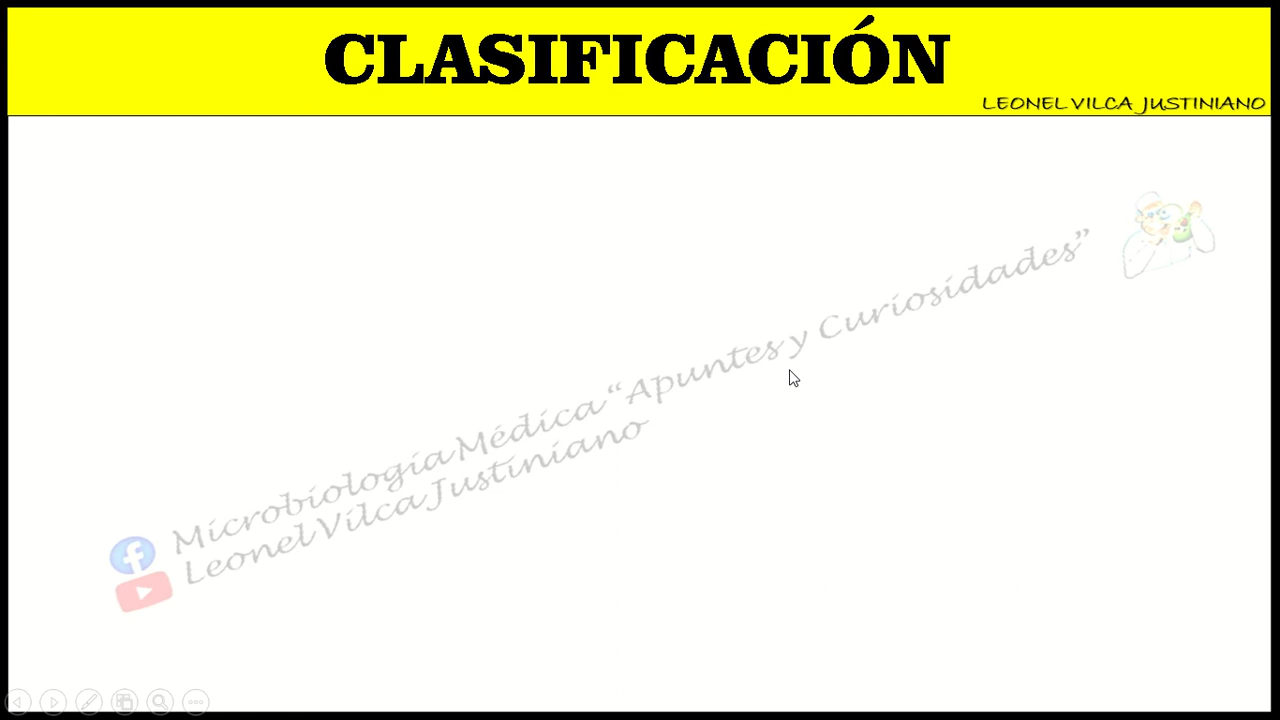 CLASIFICACIÓN
LEONEL VILCA JUSTINIANO
Microbiología Médica “Apuntes y Curiosidades”
Leonel Vilca Justiniano